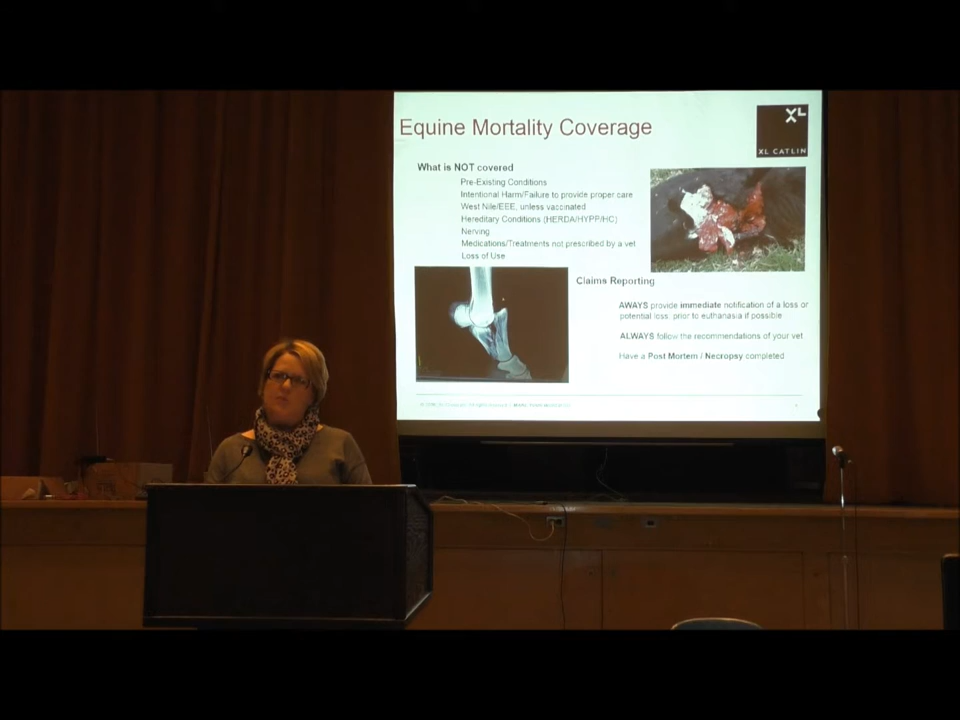 Equine Mortality Coverage
XL
XL CATLIN
What is NOT covered
Pre-Existing Conditions
Intentional Harm/Failure to provide proper care
West Nile/EEE, unless vaccinated
Hereditary Conditions (HERDA/HYPP/HC)
Nerving
Medications/Treatments not prescribed by a vet
Loss of Use
Claims Reporting
AWAYS provide immediate notification of a loss or
potential loss, prior to euthanasia if possible
ALWAYS follow the recommendations of your vet
Have a Post Mortem / Necropsy completed